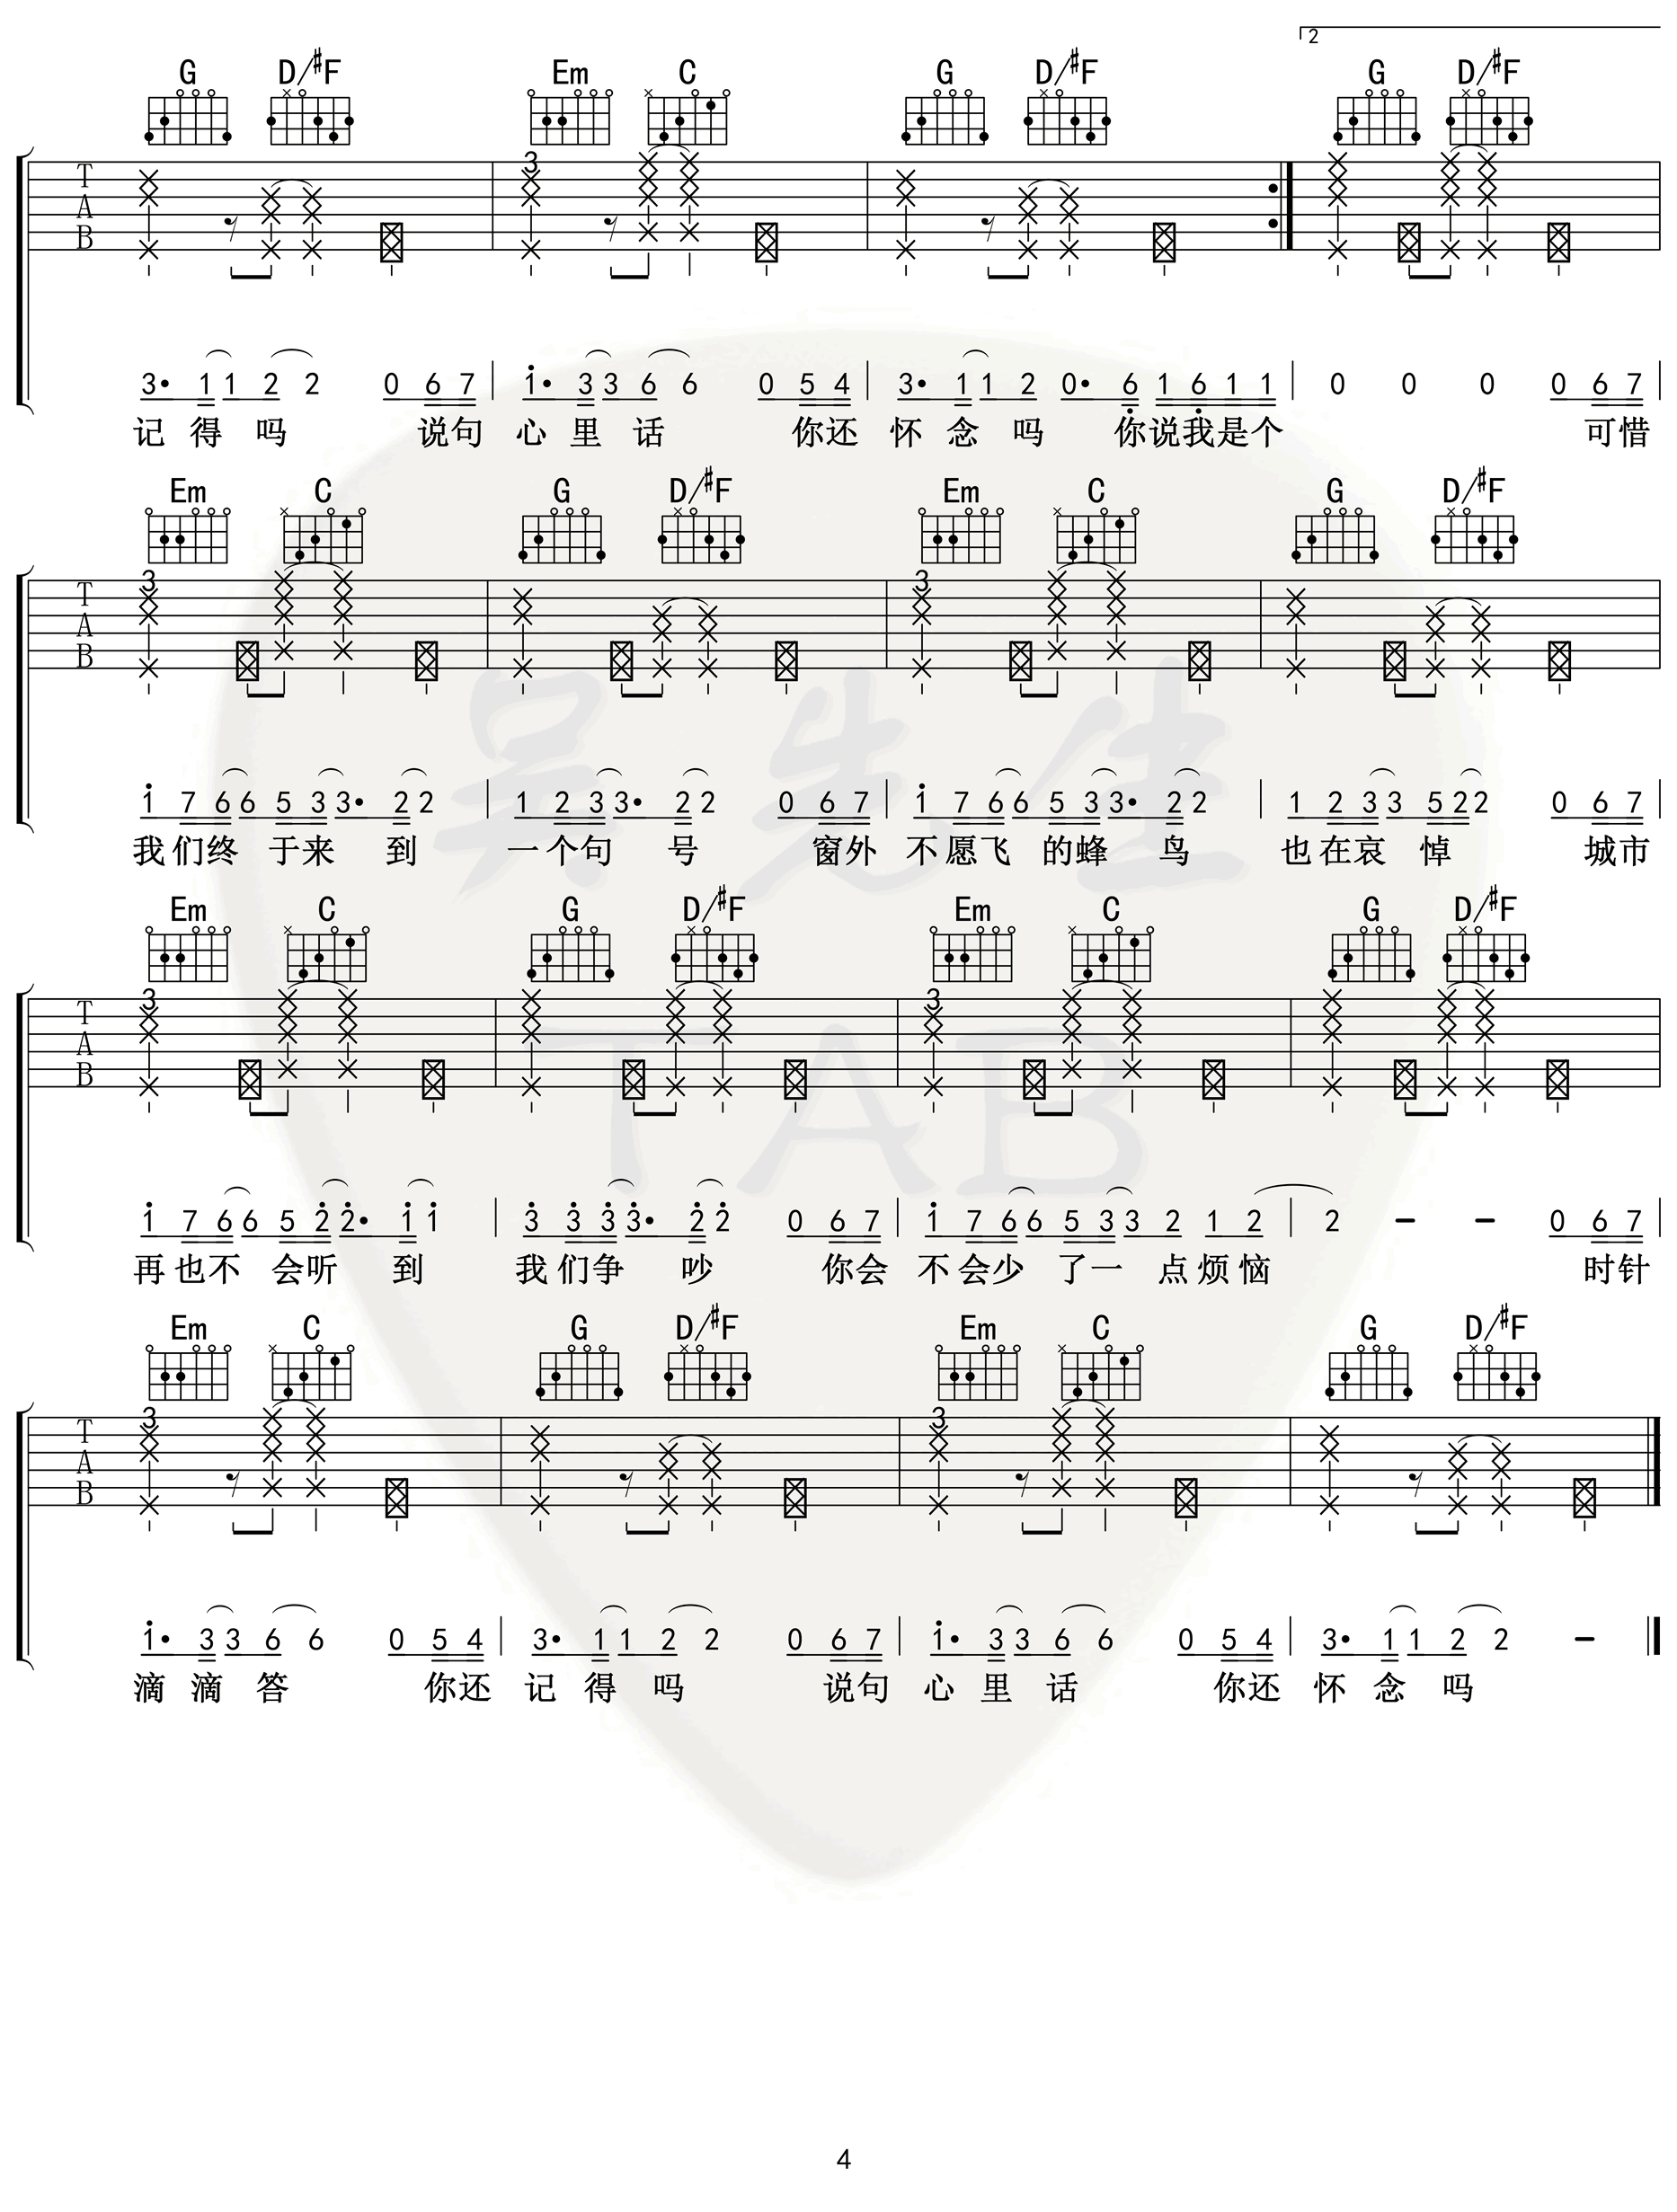 2
G D/#F Em C G D/#F G D/#F
3
T
A
B
3• 1 1 2 2 0 6 7 1• 3 3 6 6 0 5 4 3• 1 1 2 0• 6 1 6 1 1 0 0 0 0 6 7
记 得 吗 说句 心 里 话 你还 怀 念 吗 你说我是个 可惜
Em C G D/#F Em C G D/#F
3 3
T
A
B
1 7 6 6 5 3 3• 2 2 1 2 3 3• 2 2 0 6 7 1 7 6 6 5 3 3• 2 2 1 2 3 3 5 2 2 0 6 7
我 们终 于来 到 一 个句 号 窗外 不 愿飞 的蜂 鸟 也 在哀 悼 城市
吴先生
Em C G D/#F Em C G D/#F
3 3
T
A
B
TAB
1 7 6 6 5 2 2• 1 1 3 3 3 3• 2 2 0 6 7 1 7 6 6 5 3 3 2 1 2 2 – – 0 6 7
再 也不 会听 到 我 们争 吵 你会 不 会少 了一 点 烦 恼 时针
Em C G D/#F Em C G D/#F
3 3
T
A
B
1• 3 3 6 6 0 5 4 3• 1 1 2 2 0 6 7 1• 3 3 6 6 0 5 4 3• 1 1 2 2 –
滴 滴 答 你还 记 得 吗 说句 心 里 话 你还 怀 念 吗
4